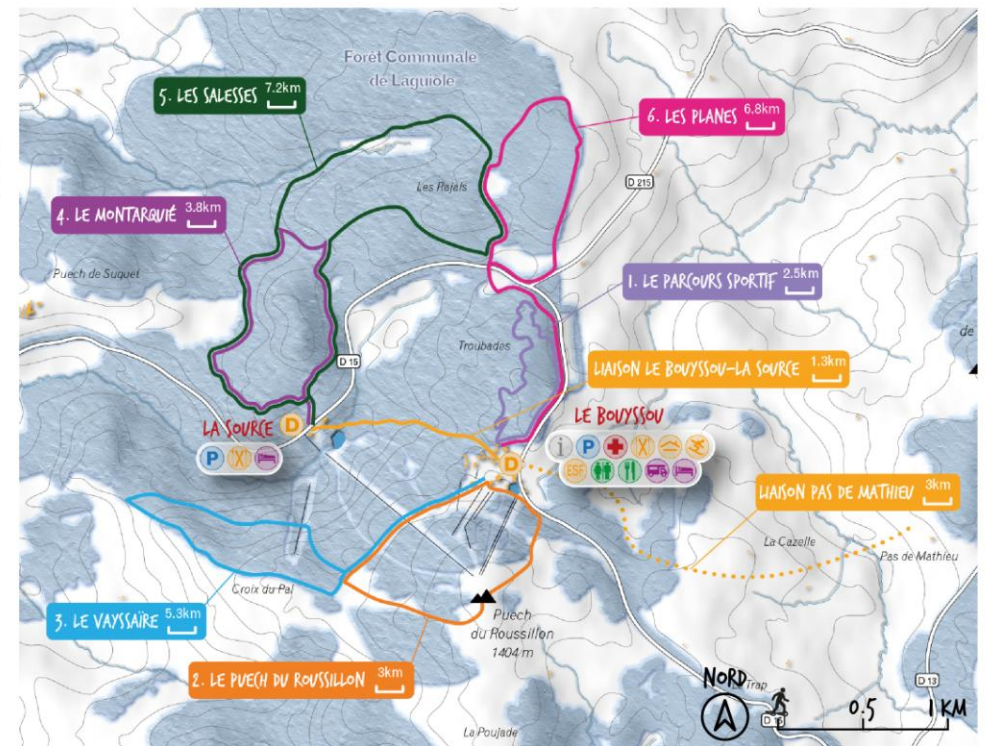 Forêt Communale
de Laguiole
5. LES SALESSES 7.2km
6. LES PLANES 6,8km
Les Rajals
D 215
4. LE MONTARQUIÉ 3.8km
Puech de Suquet
1. LE PARCOURS SPORTIF 2.5km
de
Troubades
D 15
LIAISON LE BOUYSSOU-LA SOURCE 1.3km
LA SOURCE
D
LE BOUYSSOU
P
i P
D
ESF
LIAISON PAS DE MATHIEU 3km
La Cazelle
Pas de Mathieu
Croix du Pal
3. LE VAYSSAÏRE 5.3km
Puech
du Roussillon
1404 m
2. LE PUECH DU ROUSSILLON 3km
NORD
Trap
D 13
0.5 1 KM
D 15
La Poujade